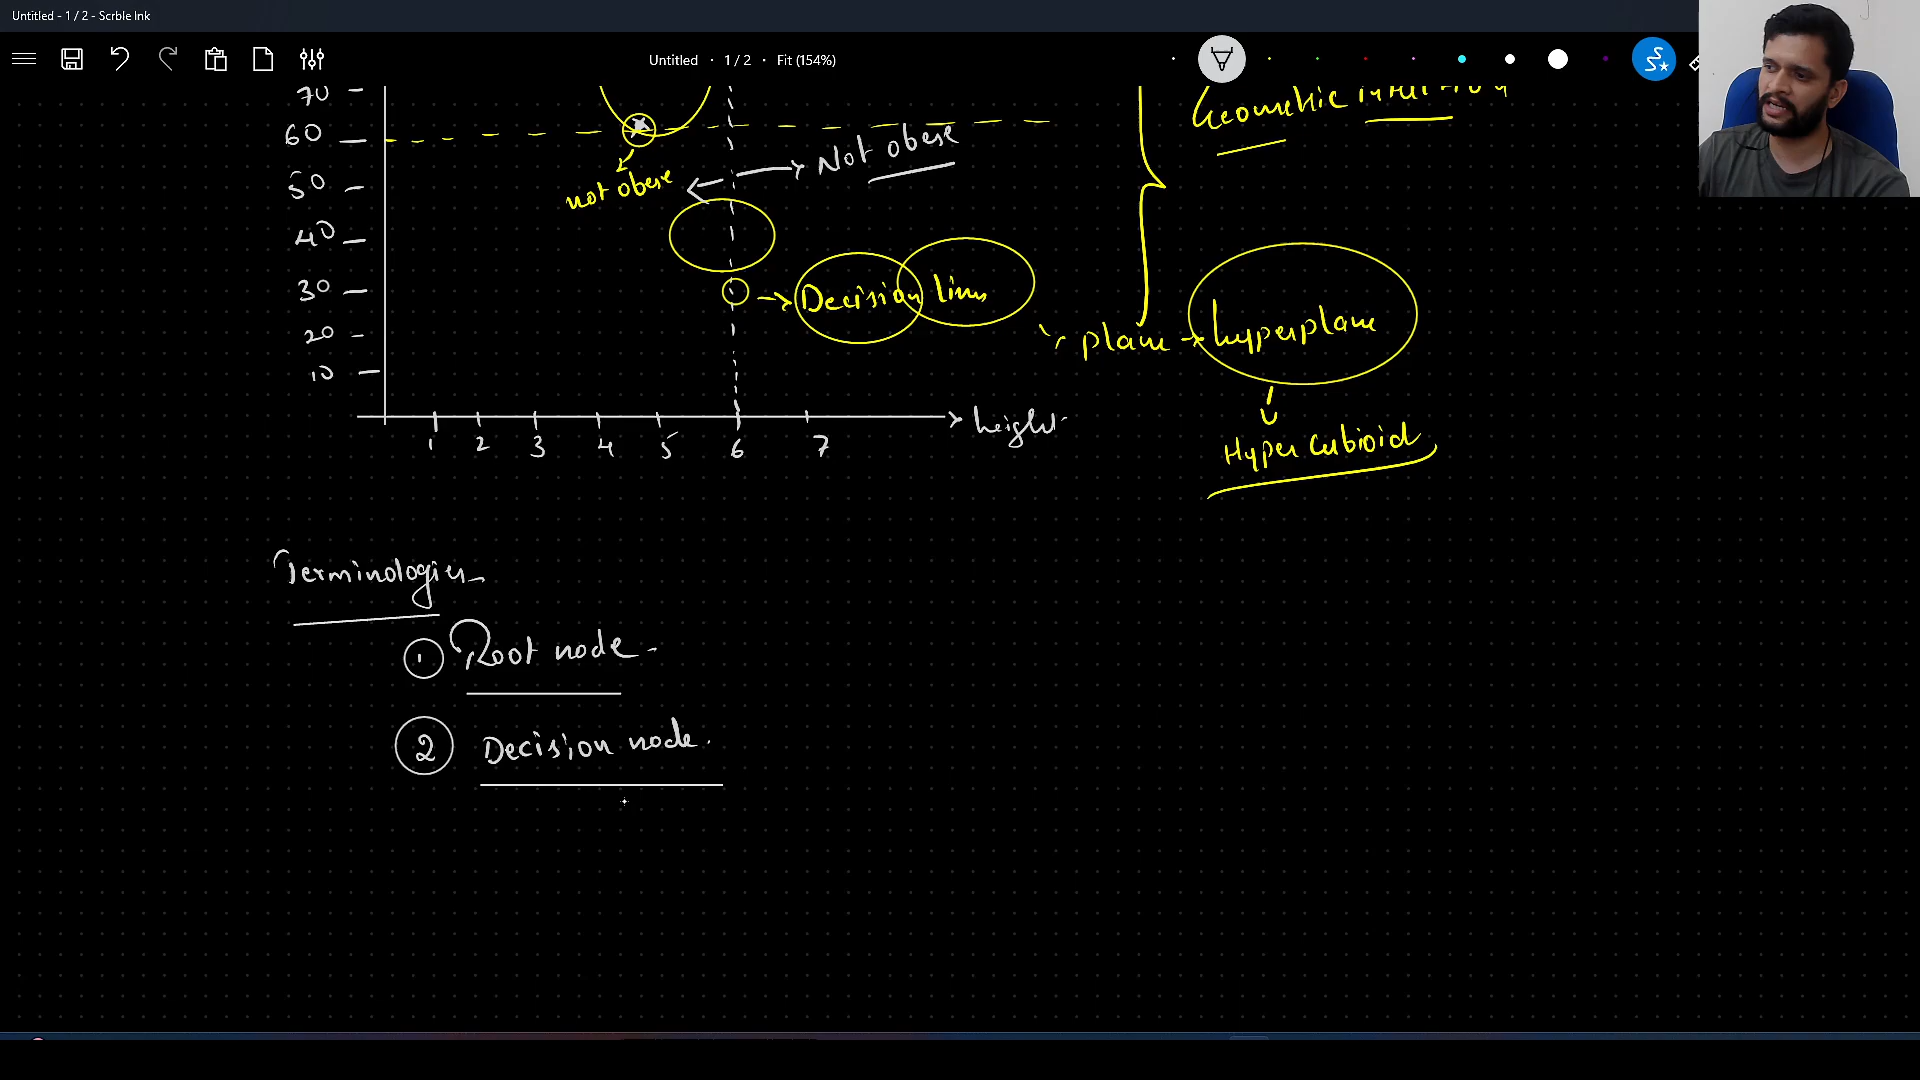 Untitled - 1 / 2 - Scrble Ink
Untitled · 1 / 2 · Fit (154%)
70
60
50
40
30
20
10
not obese
Not obese
Decision line
Geometric
plane → hyperplane
Hyper Cubioid
1 2 3 4 5 6 7
height
Terminologies
1 Root node
2 Decision node.